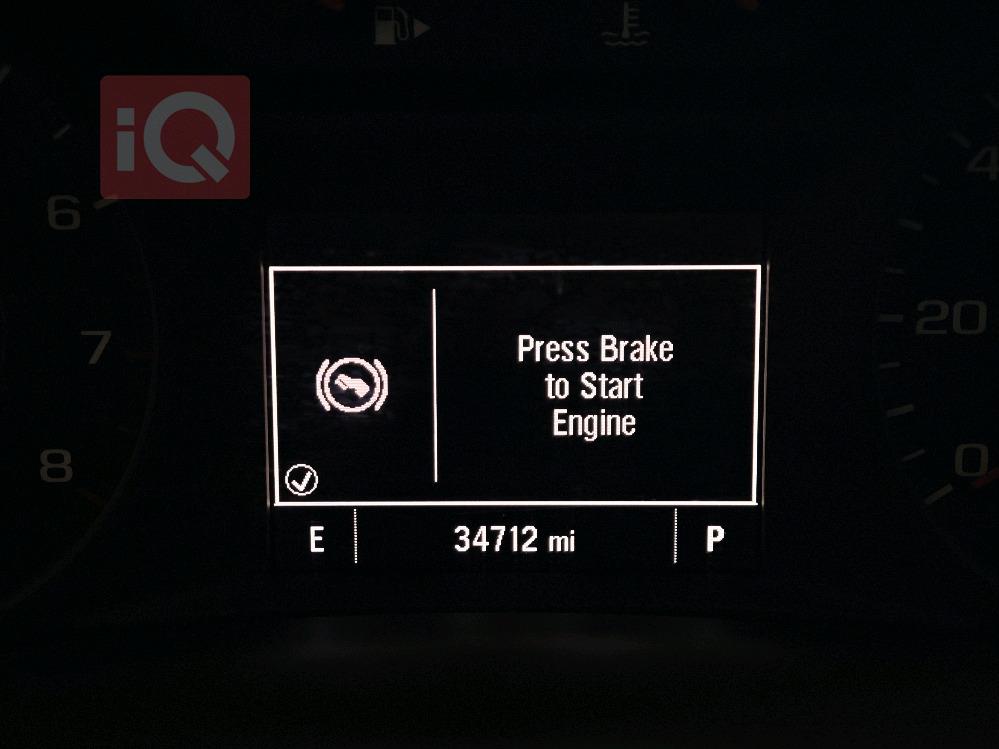 iQ
6
4
Press Brake
to Start
Engine
7
20
8
0
E 34712 mi P